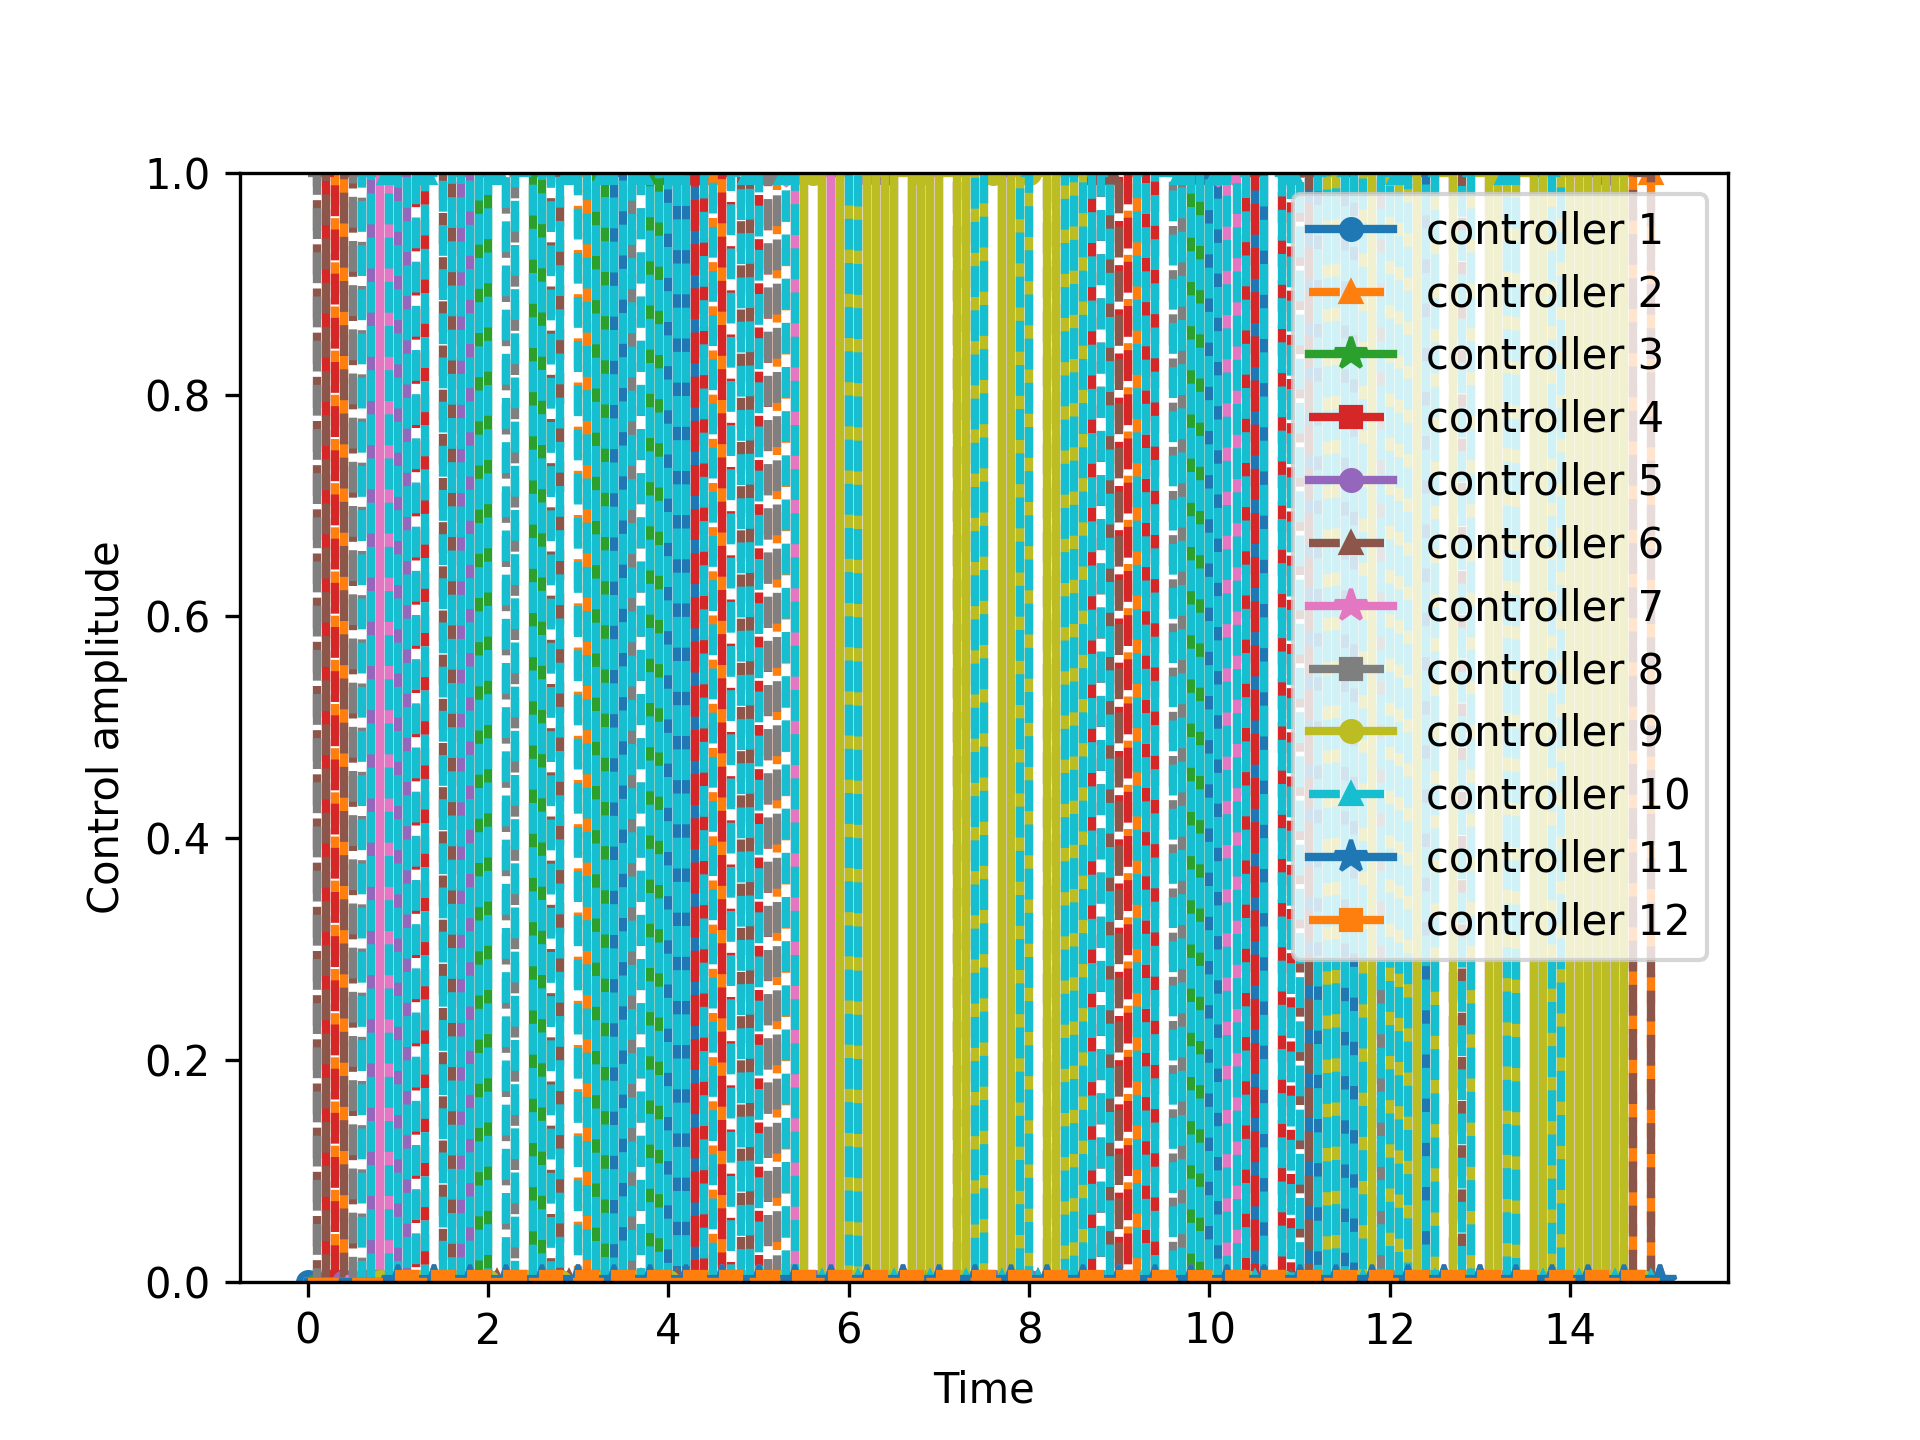 1.0
0.8
0.6
0.4
0.2
0.0
Control amplitude
0 2 4 6 8 10 12 14
Time
controller 1
controller 2
controller 3
controller 4
controller 5
controller 6
controller 7
controller 8
controller 9
controller 10
controller 11
controller 12